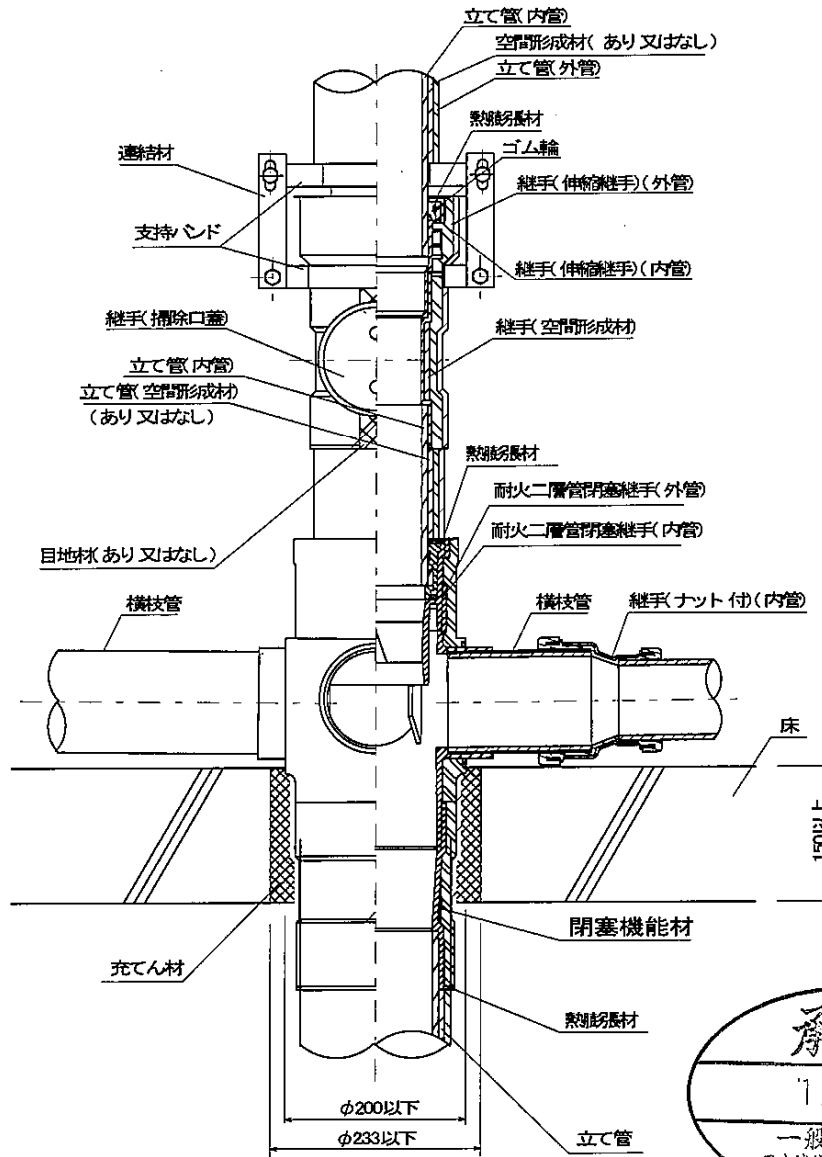 立て管(内管)
空間形成材(あり又はなし)
立て管(外管)
熱膨張材
ゴム輪
連結材
継手(伸縮継手)(外管)
支持バンド
継手(伸縮継手)(内管)
継手(掃除口蓋)
継手(空間形成材)
立て管(内管)
立て管(空間形成材)
(あり又はなし)
熱膨張材
耐火二層管閉塞継手(外管)
耐火二層管閉塞継手(内管)
目地材(あり又はなし)
横枝管
横枝管
継手(ナット付)(内管)
床
150以上
閉塞機能材
充てん材
熱膨張材
φ200以下
φ233以下
立て管
一般